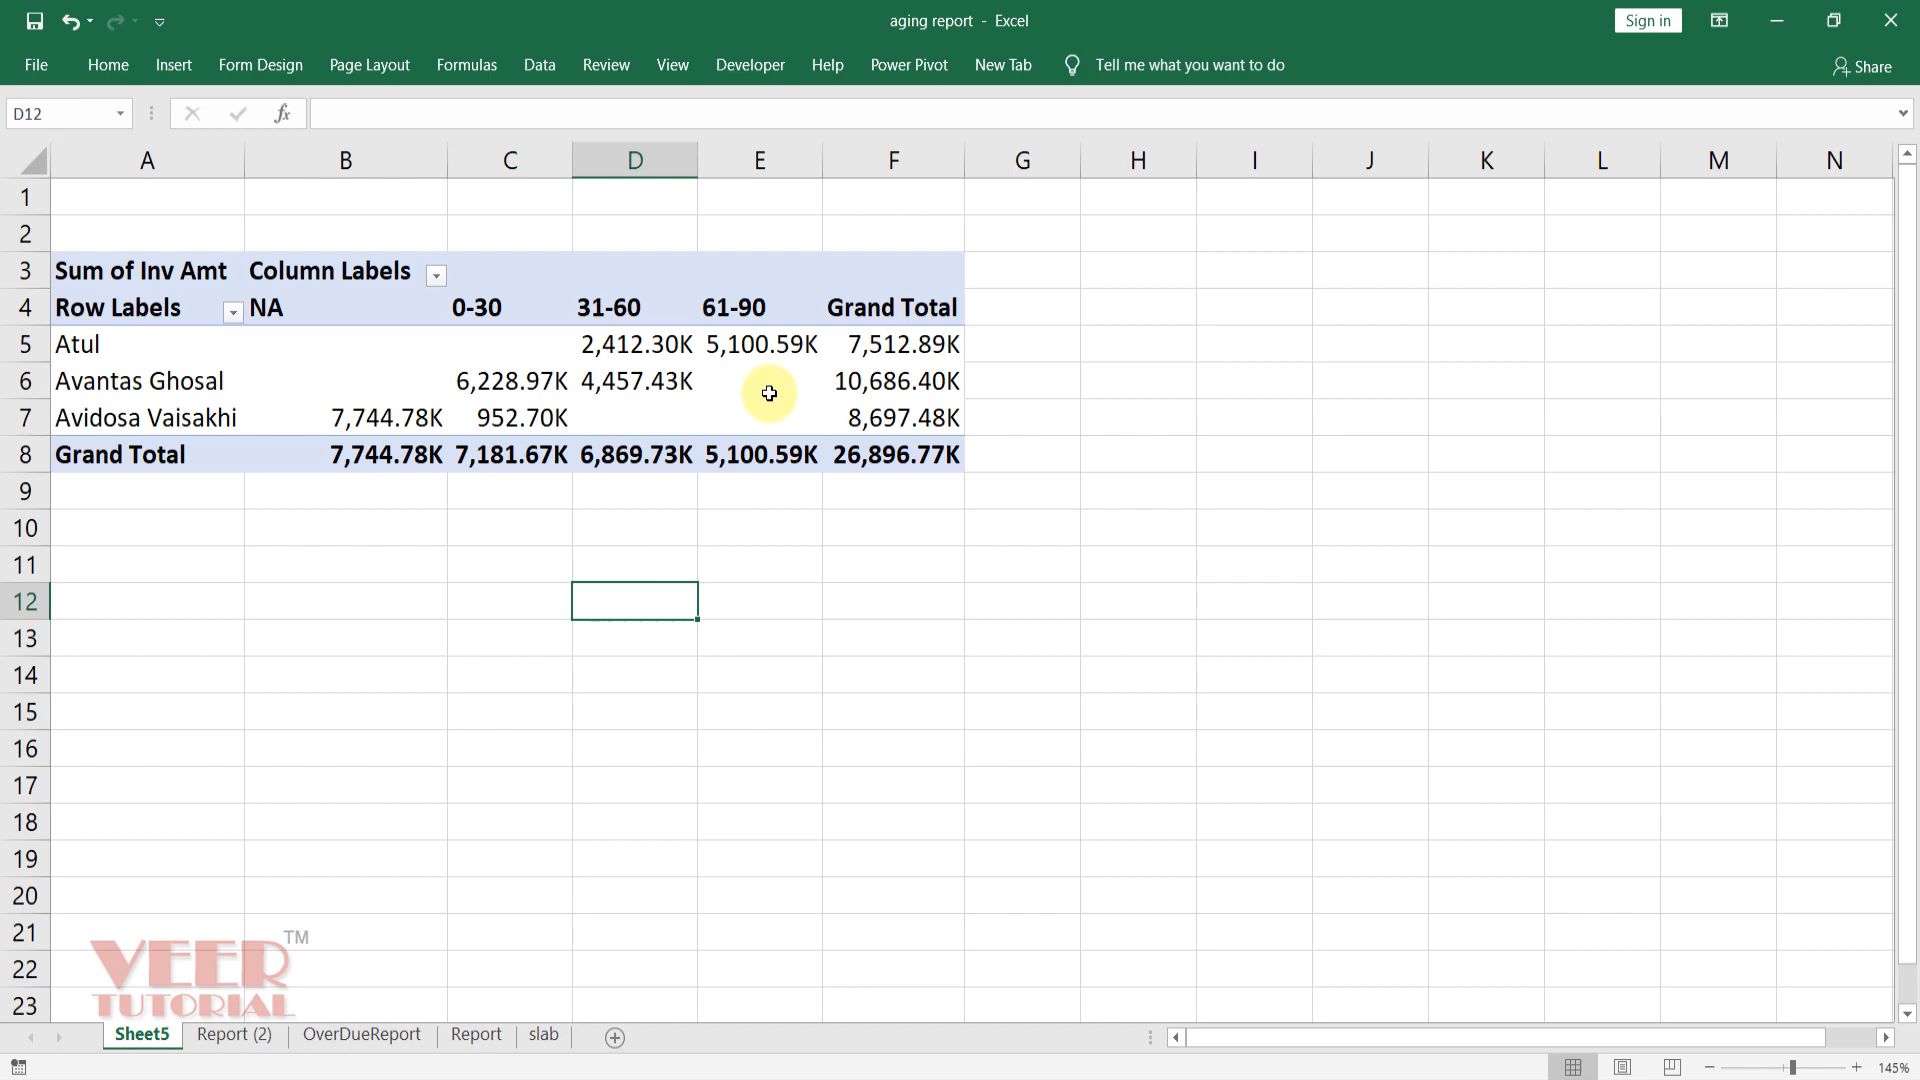 aging report - Excel
Sign in
File Home Insert Form Design Page Layout Formulas Data Review View Developer Help Power Pivot New Tab Tell me what you want to do Share
D12 fx
A B C D E F G H I J K L M N
1
2
3 Sum of Inv Amt Column Labels
4 Row Labels NA 0-30 31-60 61-90 Grand Total
5 Atul 2,412.30K 5,100.59K 7,512.89K
6 Avantas Ghosal 6,228.97K 4,457.43K 10,686.40K
7 Avidosa Vaisakhi 7,744.78K 952.70K 8,697.48K
8 Grand Total 7,744.78K 7,181.67K 6,869.73K 5,100.59K 26,896.77K
9
10
11
12
13
14
15
16
17
18
19
20
21
22
23
VEER TM
TUTORIAL
Sheet5 Report (2) OverDueReport Report slab
145%